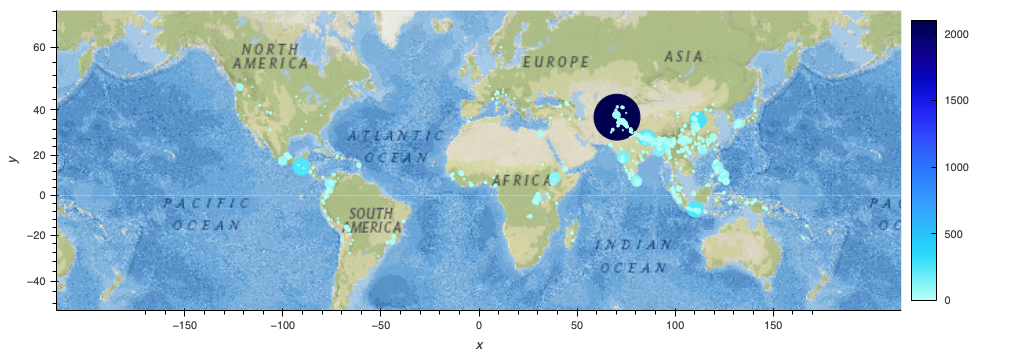 NORTH
AMERICA
EUROPE
ASIA
ATLANTIC
OCEAN
AFRICA
PACIFIC
OCEAN
SOUTH
AMERICA
INDIAN
OCEAN
PA
OC
60
40
20
0
−20
−40
y
−150
−100
−50
0
50
100
150
x
2000
1500
1000
500
0